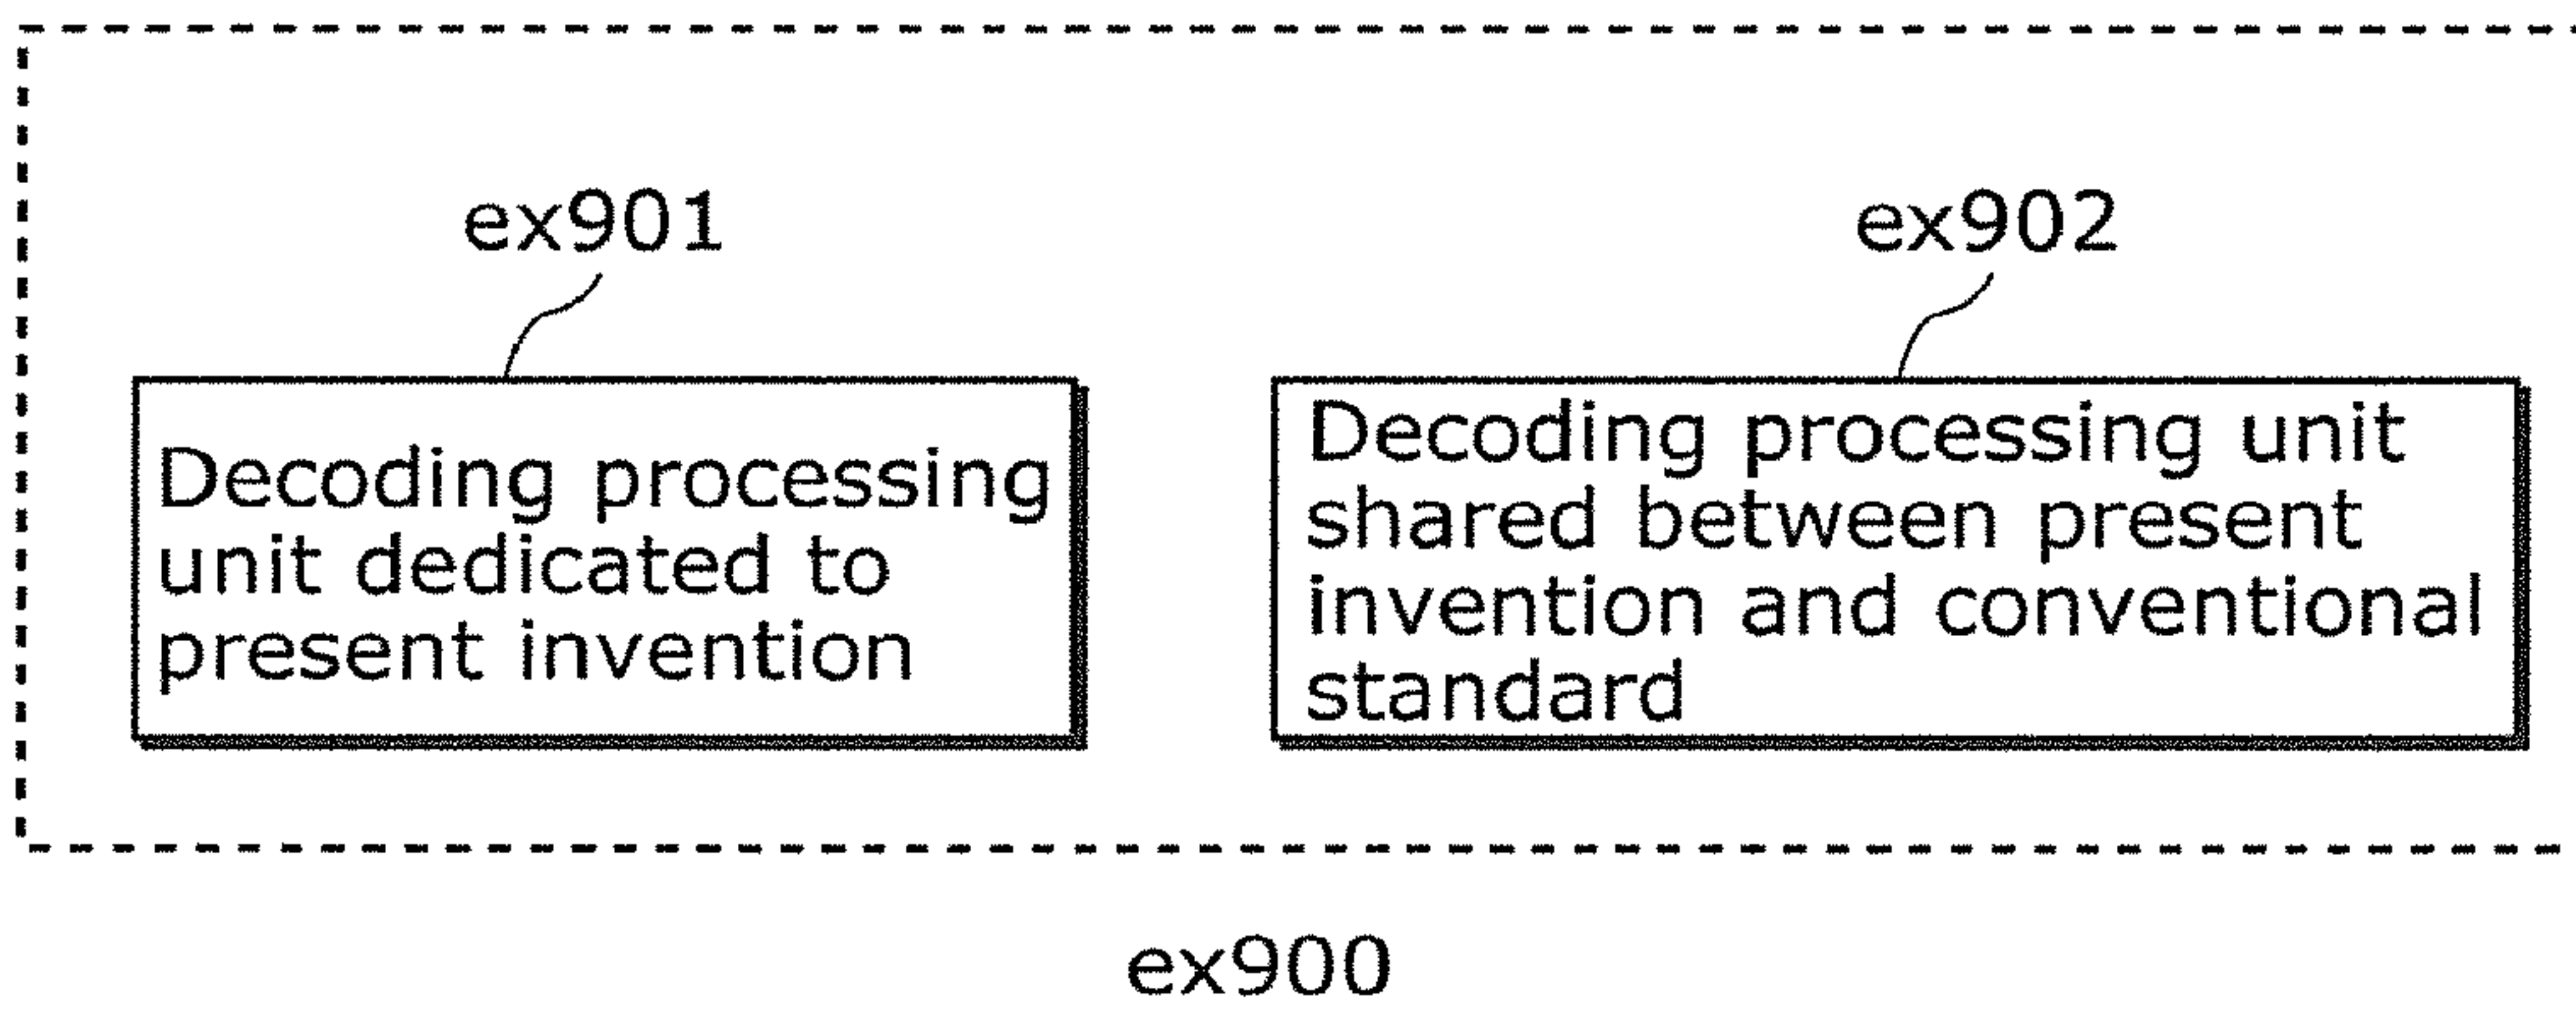 ex901
ex902
Decoding processing
unit dedicated to
present invention
Decoding processing unit
shared between present
invention and conventional
standard
ex900